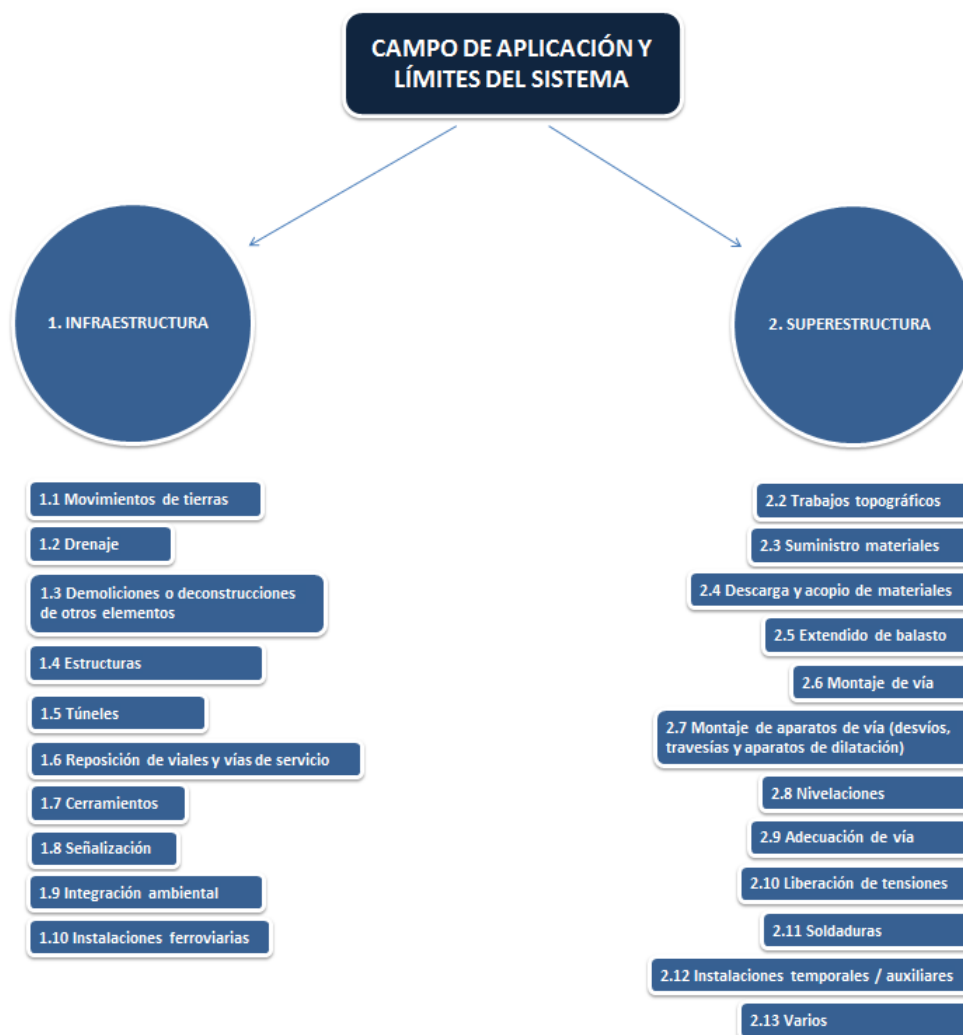 CAMPO DE APLICACIÓN Y
LÍMITES DEL SISTEMA
1. INFRAESTRUCTURA
1.1 Movimientos de tierras
1.2 Drenaje
1.3 Demoliciones o deconstrucciones
de otros elementos
1.4 Estructuras
1.5 Túneles
1.6 Reposición de viales y vías de servicio
1.7 Cerramientos
1.8 Señalización
1.9 Integración ambiental
1.10 Instalaciones ferroviarias
2. SUPERESTRUCTURA
2.2 Trabajos topográficos
2.3 Suministro materiales
2.4 Descarga y acopio de materiales
2.5 Extendido de balasto
2.6 Montaje de vía
2.7 Montaje de aparatos de vía (desvíos,
travesías y aparatos de dilatación)
2.8 Nivelaciones
2.9 Adecuación de vía
2.10 Liberación de tensiones
2.11 Soldaduras
2.12 Instalaciones temporales / auxiliares
2.13 Varios